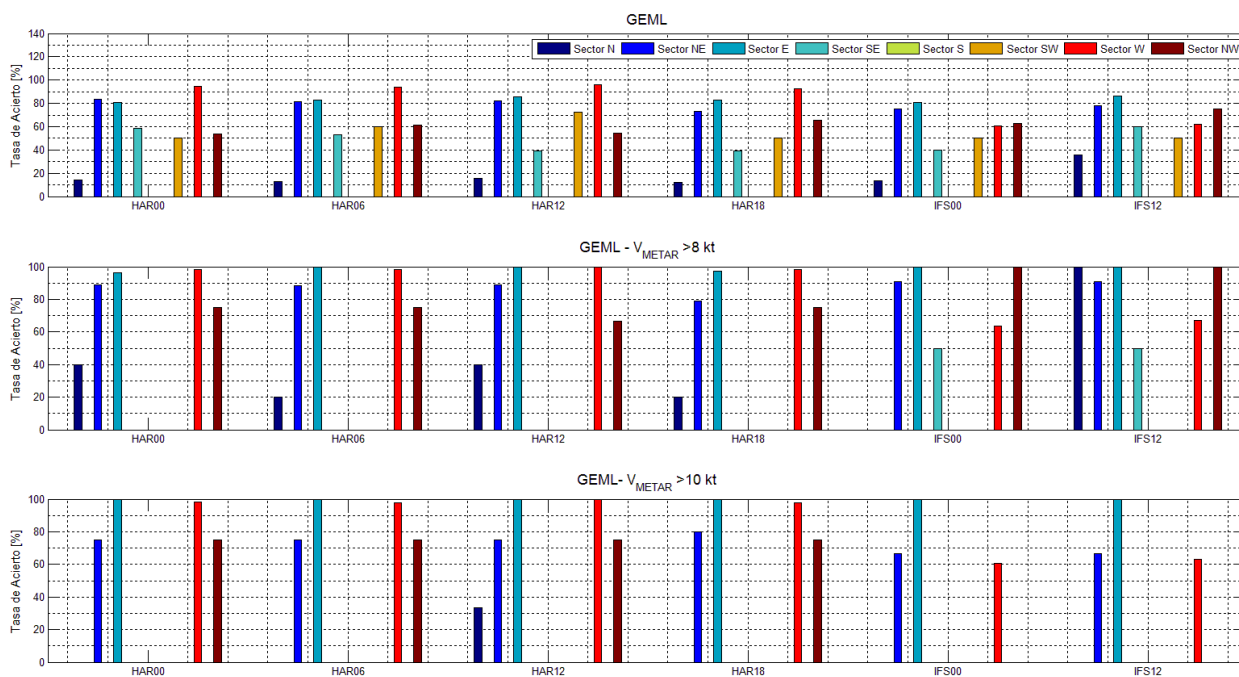 GEML
Tasa de Acierto [%]
140
120
100
80
60
40
20
0
Sector N Sector NE Sector E Sector SE Sector S Sector SW Sector W Sector NW
HAR00 HAR06 HAR12 HAR18 IFS00 IFS12
GEML - V_METAR >8 kt
Tasa de Acierto [%]
100
80
60
40
20
0
HAR00 HAR06 HAR12 HAR18 IFS00 IFS12
GEML- V_METAR >10 kt
Tasa de Acierto [%]
100
80
60
40
20
0
HAR00 HAR06 HAR12 HAR18 IFS00 IFS12